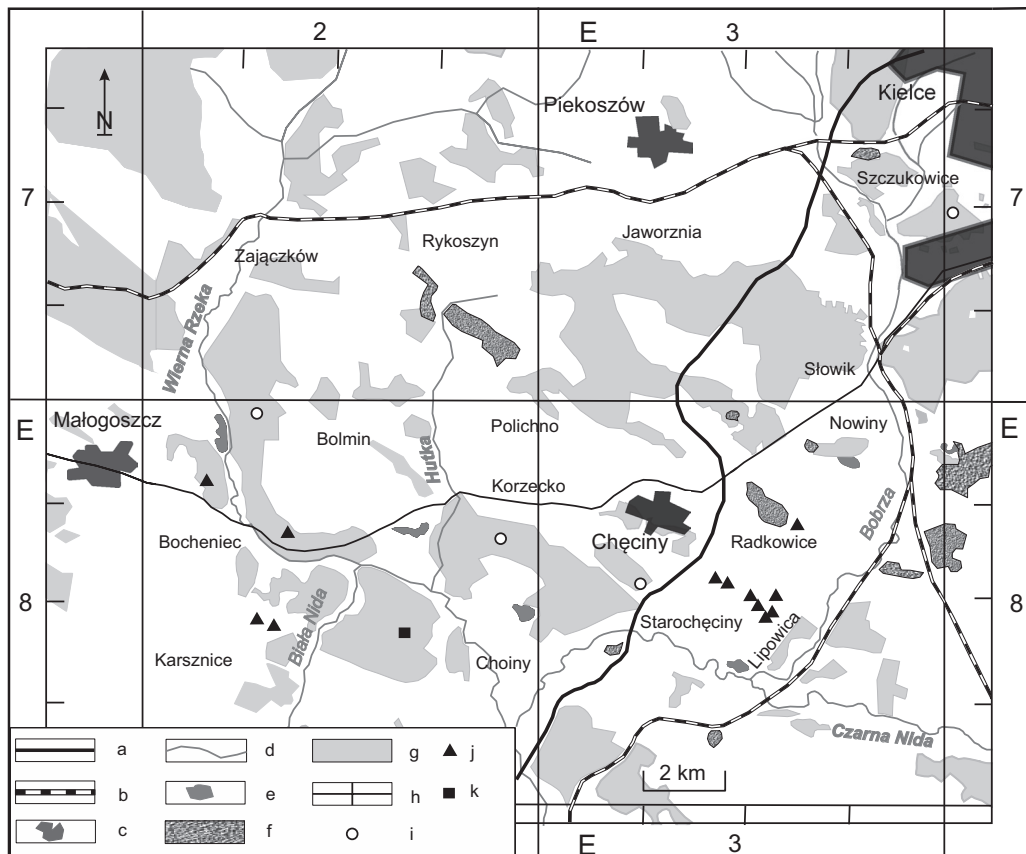 2 E 3
N
Piekoszów
Kielce
Szczukowice
7
7
Rykoszyn
Jaworznia
Zajączków
Wierna Rzeka
Słowik
Małogoszcz
E
E
Bolmin
Hutka
Polichno
Nowiny
Korzecko
Bobrza
Bocheniec
Chęciny
Radkowice
8
8
Biała Nida
Starochęciny
Lipowica
Karsznice
Choiny
Czarna Nida
2 km
a d g j
b e h k
c f i
E 3